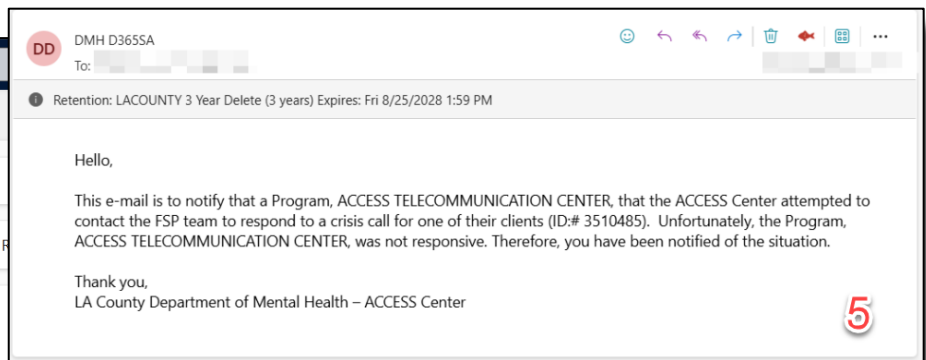 DD
DMH D365SA
To:
Retention: LACOUNTY 3 Year Delete (3 years) Expires: Fri 8/25/2028 1:59 PM
Hello,
This e-mail is to notify that a Program, ACCESS TELECOMMUNICATION CENTER, that the ACCESS Center attempted to
contact the FSP team to respond to a crisis call for one of their clients (ID:# 3510485).  Unfortunately, the Program,
ACCESS TELECOMMUNICATION CENTER, was not responsive. Therefore, you have been notified of the situation.
Thank you,
LA County Department of Mental Health – ACCESS Center
5